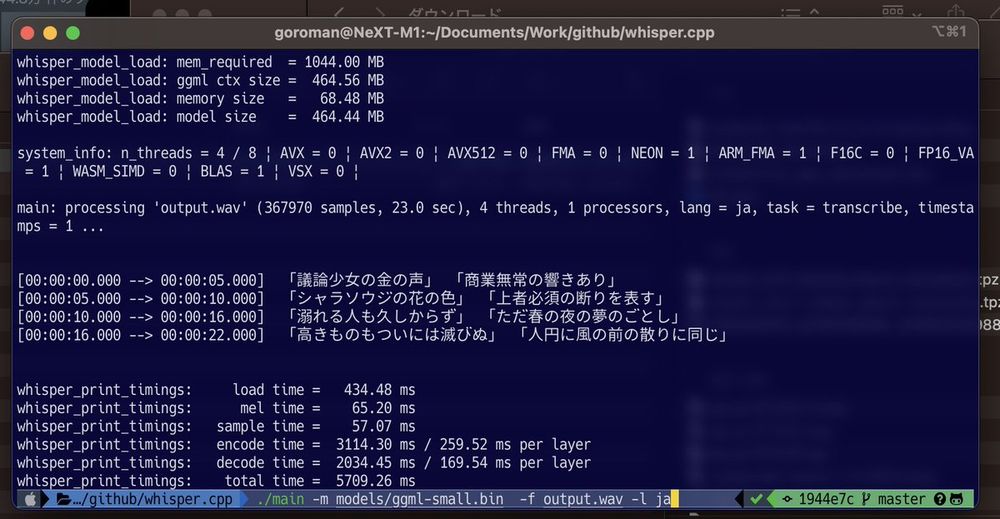 ダウンロード
goroman@NeXT-M1:~/Documents/Work/github/whisper.cpp
⌥⌘1
whisper_model_load: mem_required  = 1044.00 MB
whisper_model_load: ggml ctx size =  464.56 MB
whisper_model_load: memory size   =   68.48 MB
whisper_model_load: model size    =  464.44 MB
system_info: n_threads = 4 / 8 ¦ AVX = 0 ¦ AVX2 = 0 ¦ AVX512 = 0 ¦ FMA = 0 ¦ NEON = 1 ¦ ARM_FMA = 1 ¦ F16C = 0 ¦ FP16_VA
 = 1 ¦ WASM_SIMD = 0 ¦ BLAS = 1 ¦ VSX = 0 ¦
main: processing 'output.wav' (367970 samples, 23.0 sec), 4 threads, 1 processors, lang = ja, task = transcribe, timesta
mps = 1 ...
[00:00:00.000 --> 00:00:05.000]  「議論少女の金の声」 「商業無常の響きあり」
[00:00:05.000 --> 00:00:10.000]  「シャラソウジの花の色」 「上者必須の断りを表す」
[00:00:10.000 --> 00:00:16.000]  「溺れる人も久しからず」 「ただ春の夜の夢のごとし」
[00:00:16.000 --> 00:00:22.000]  「高きものもついには滅びぬ」 「人円に風の前の散りに同じ」
whisper_print_timings:     load time =   434.48 ms
whisper_print_timings:      mel time =    65.20 ms
whisper_print_timings:   sample time =    57.07 ms
whisper_print_timings:   encode time =  3114.30 ms / 259.52 ms per layer
whisper_print_timings:   decode time =  2034.45 ms / 169.54 ms per layer
whisper_print_timings:    total time =  5709.26 ms
…/github/whisper.cpp ./main -m models/ggml-small.bin  -f output.wav -l ja ✔ 1944e7c master